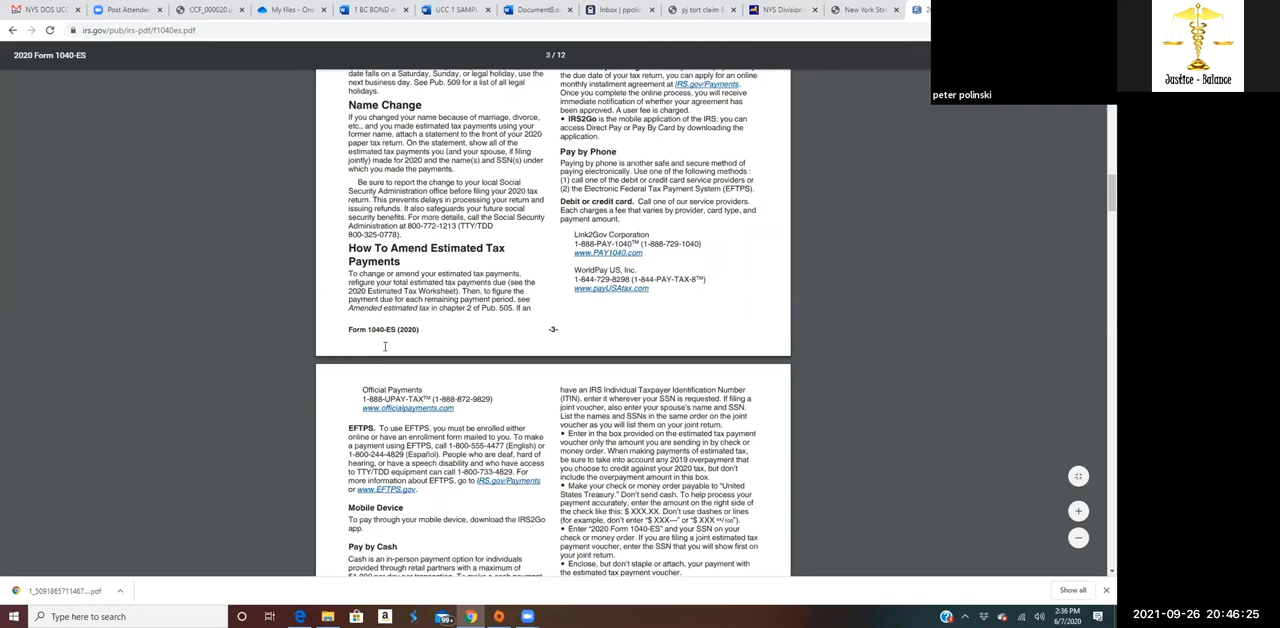 NYS DOS UCC
Post Attendee
CCF_000020.p
My files - One
1 BC BOND e
UCC 1 SAMPL
Document8.d
Inbox | ppolin
pj tort claim B
NYS Division
New York Sta
irs.gov/pub/irs-pdf/f1040es.pdf
2020 Form 1040-ES
3 / 12
peter polinski
Justice - Balance
date falls on a Saturday, Sunday, or legal holiday, use the
next business day. See Pub. 509 for a list of all legal
holidays.
Name Change
If you changed your name because of marriage, divorce,
etc., and you made estimated tax payments using your
former name, attach a statement to the front of your 2020
paper tax return. On the statement, show all of the
estimated tax payments you (and your spouse, if filing
jointly) made for 2020 and the name(s) and SSN(s) under
which you made the payments.
Be sure to report the change to your local Social
Security Administration office before filing your 2020 tax
return. This prevents delays in processing your return and
issuing refunds. It also safeguards your future social
security benefits. For more details, call the Social Security
Administration at 800-772-1213 (TTY/TDD
800-325-0778).
How To Amend Estimated Tax
Payments
To change or amend your estimated tax payments,
refigure your total estimated tax payments due (see the
2020 Estimated Tax Worksheet). Then, to figure the
payment due for each remaining payment period, see
Amended estimated tax in chapter 2 of Pub. 505. If an
the due date of your tax return, you can apply for an online
monthly installment agreement at IRS.gov/Payments.
Once you complete the online process, you will receive
immediate notification of whether your agreement has
been approved. A user fee is charged.
• IRS2Go is the mobile application of the IRS; you can
access Direct Pay or Pay By Card by downloading the
application.
Pay by Phone
Paying by phone is another safe and secure method of
paying electronically. Use one of the following methods :
(1) call one of the debit or credit card service providers or
(2) the Electronic Federal Tax Payment System (EFTPS).
Debit or credit card. Call one of our service providers.
Each charges a fee that varies by provider, card type, and
payment amount.
Link2Gov Corporation
1-888-PAY-1040™ (1-888-729-1040)
www.PAY1040.com
WorldPay US, Inc.
1-844-729-8298 (1-844-PAY-TAX-8™)
www.payUSAtax.com
Form 1040-ES (2020)
-3-
Official Payments
1-888-UPAY-TAX™ (1-888-872-9829)
www.officialpayments.com
EFTPS. To use EFTPS, you must be enrolled either
online or have an enrollment form mailed to you. To make
a payment using EFTPS, call 1-800-555-4477 (English) or
1-800-244-4829 (Español). People who are deaf, hard of
hearing, or have a speech disability and who have access
to TTY/TDD equipment can call 1-800-733-4829. For
more information about EFTPS, go to IRS.gov/Payments
or www.EFTPS.gov.
Mobile Device
To pay through your mobile device, download the IRS2Go
app.
Pay by Cash
Cash is an in-person payment option for individuals
provided through retail partners with a maximum of
$1,000 per day per transaction. To make a cash payment
have an IRS Individual Taxpayer Identification Number
(ITIN), enter it wherever your SSN is requested. If filing a
joint voucher, also enter your spouse's name and SSN.
List the names and SSNs in the same order on the joint
voucher as you will list them on your joint return.
• Enter in the box provided on the estimated tax payment
voucher only the amount you are sending in by check or
money order. When making payments of estimated tax,
be sure to take into account any 2019 overpayment that
you choose to credit against your 2020 tax, but don't
include the overpayment amount in this box.
• Make your check or money order payable to "United
States Treasury." Don't send cash. To help process your
payment accurately, enter the amount on the right side of
the check like this: $ XXX.XX. Don't use dashes or lines
(for example, don't enter "$ XXX—" or "$ XXX xx/100").
• Enter "2020 Form 1040-ES" and your SSN on your
check or money order. If you are filing a joint estimated tax
payment voucher, enter the SSN that you will show first on
your joint return.
• Enclose, but don't staple or attach, your payment with
the estimated tax payment voucher.
1_5091865711467....pdf
Show all
Type here to search
99+
2:36 PM
6/7/2020
2021-09-26 20:46:25